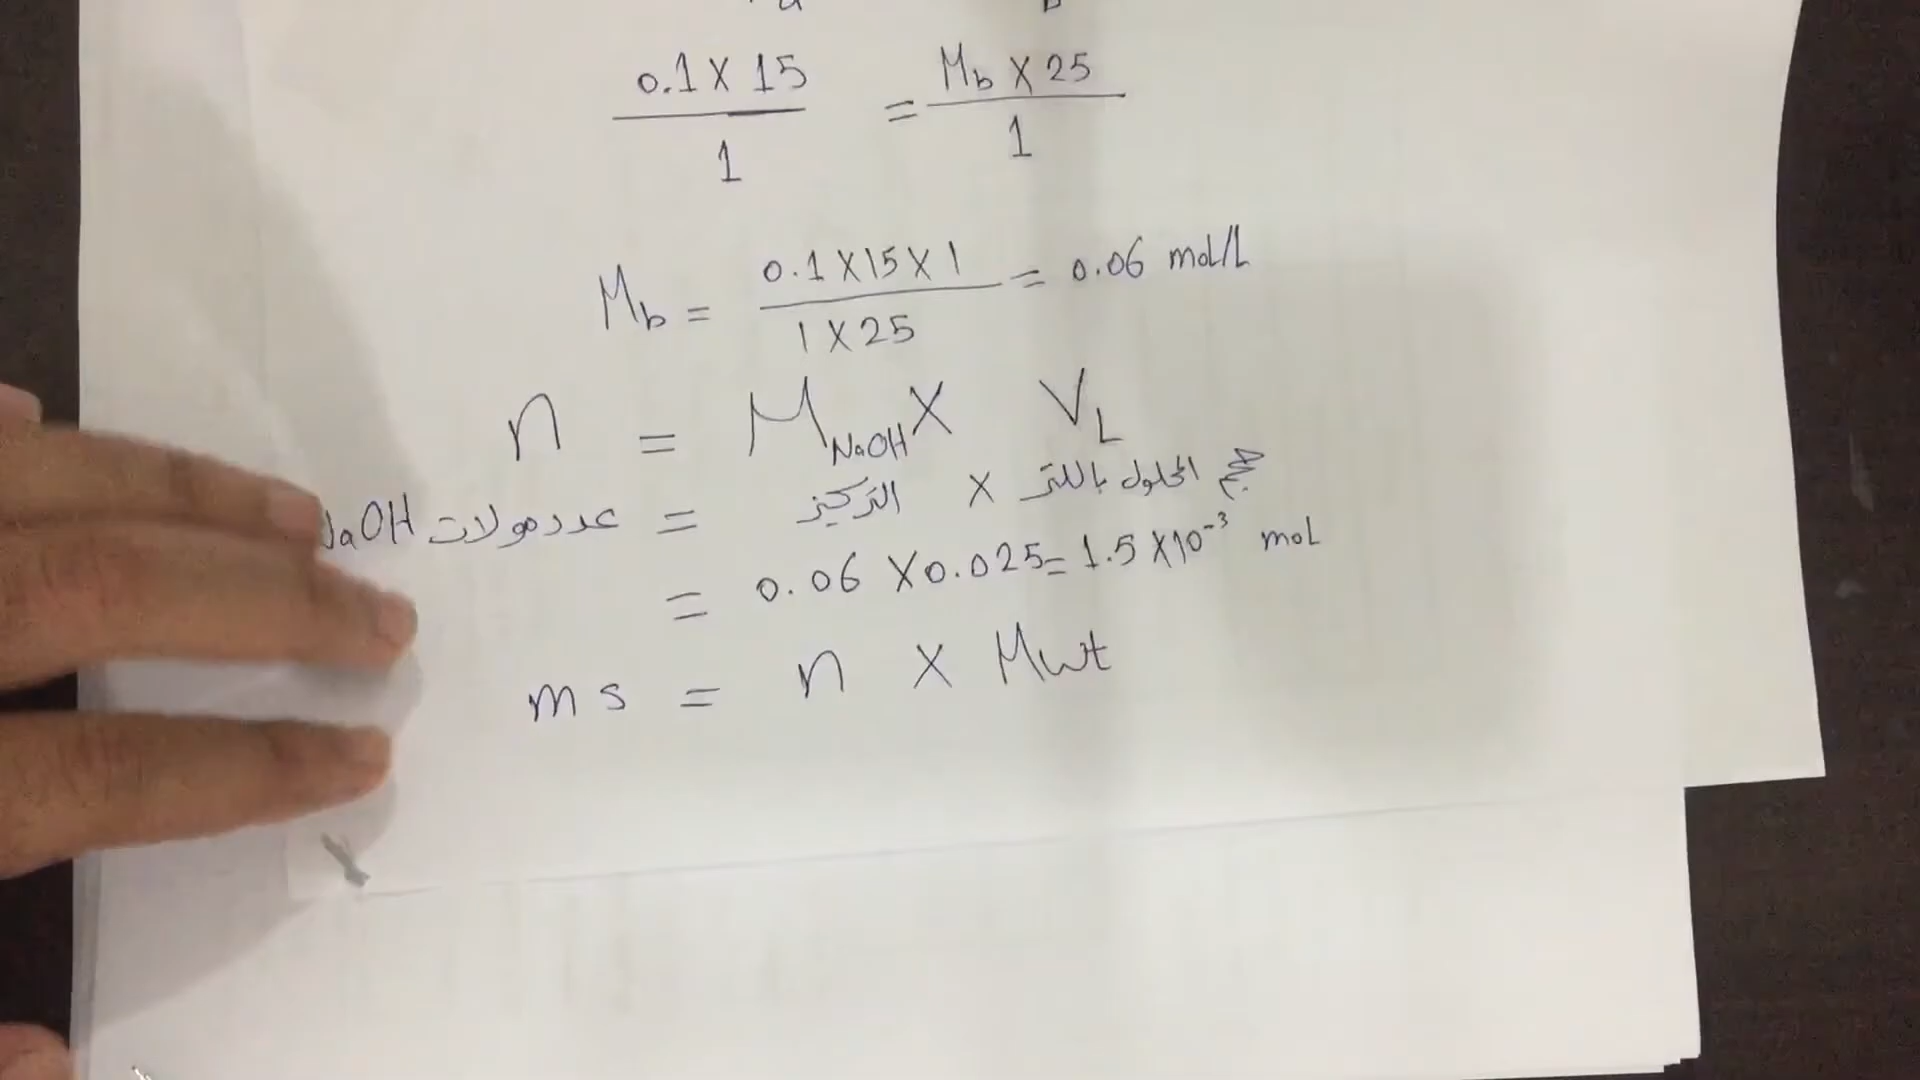 a b
0.1 X 15 = Mb X 25
1 1
Mb = 0.1 X 15 X 1 = 0.06 mol/L
1 X 25
n = M NaOH X VL
عدد مولات NaOH = التركيز X حجم المحلول باللتر
= 0.06 X 0.025 = 1.5 X 10⁻³ mol
ms = n X Mwt